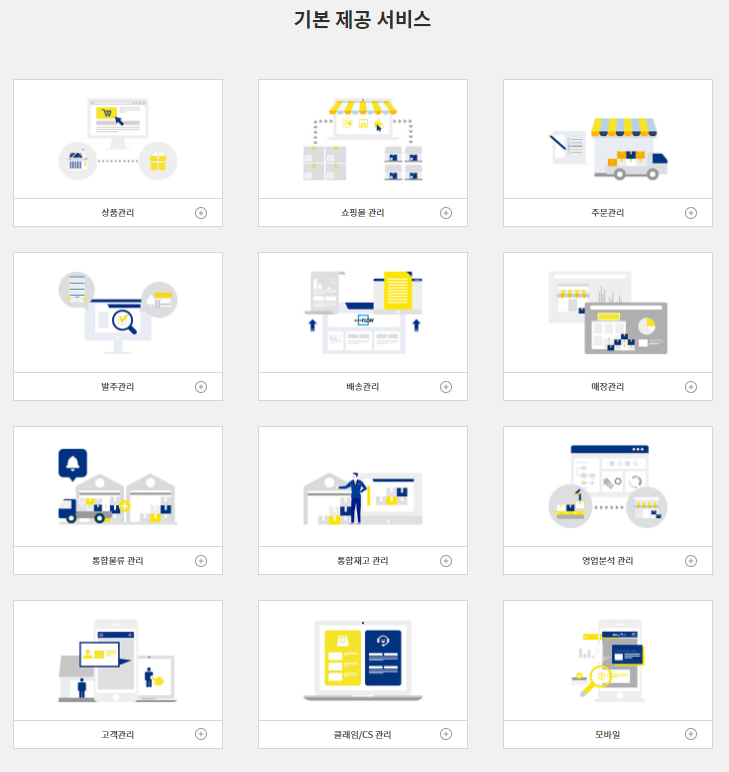 기본 제공 서비스
상품관리
쇼핑몰 관리
주문관리
발주관리
배송관리
매장관리
통합물류 관리
통합재고 관리
영업분석 관리
고객관리
클레임/CS 관리
모바일